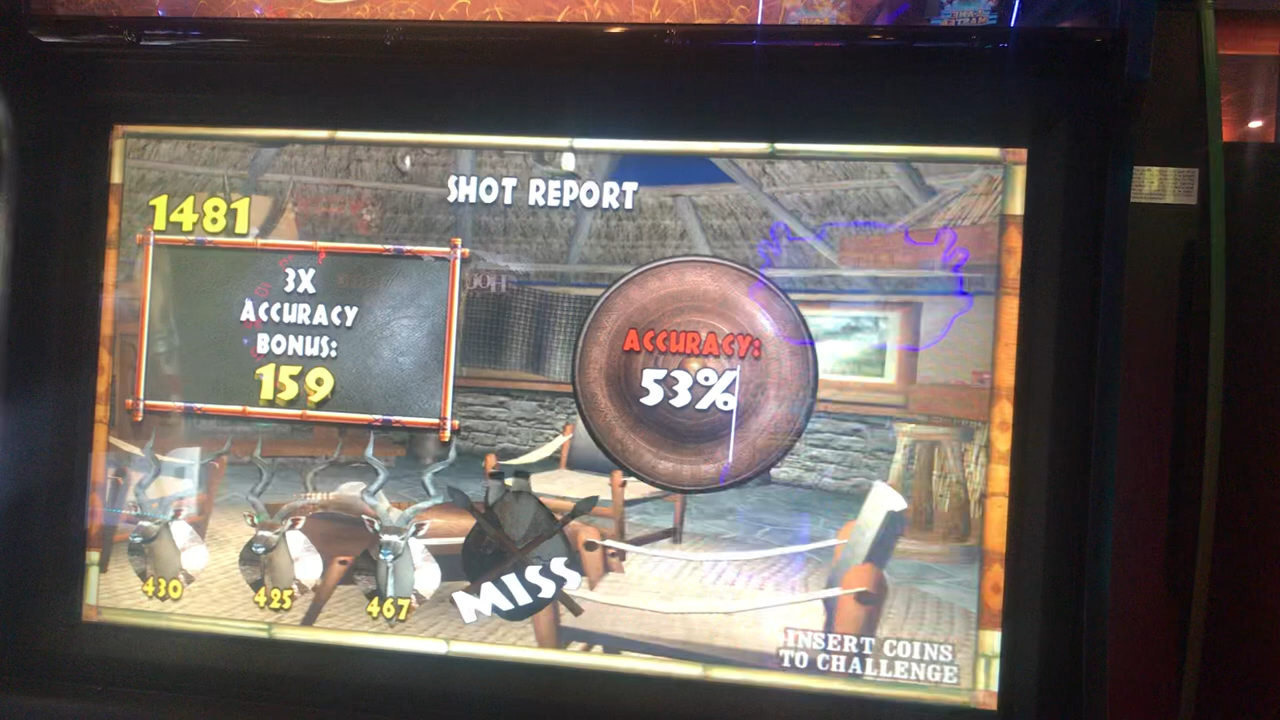 SHOT REPORT
1481
3X
ACCURACY
BONUS:
159
ACCURACY:
53%
430
425
467
MISS
INSERT COINS
TO CHALLENGE